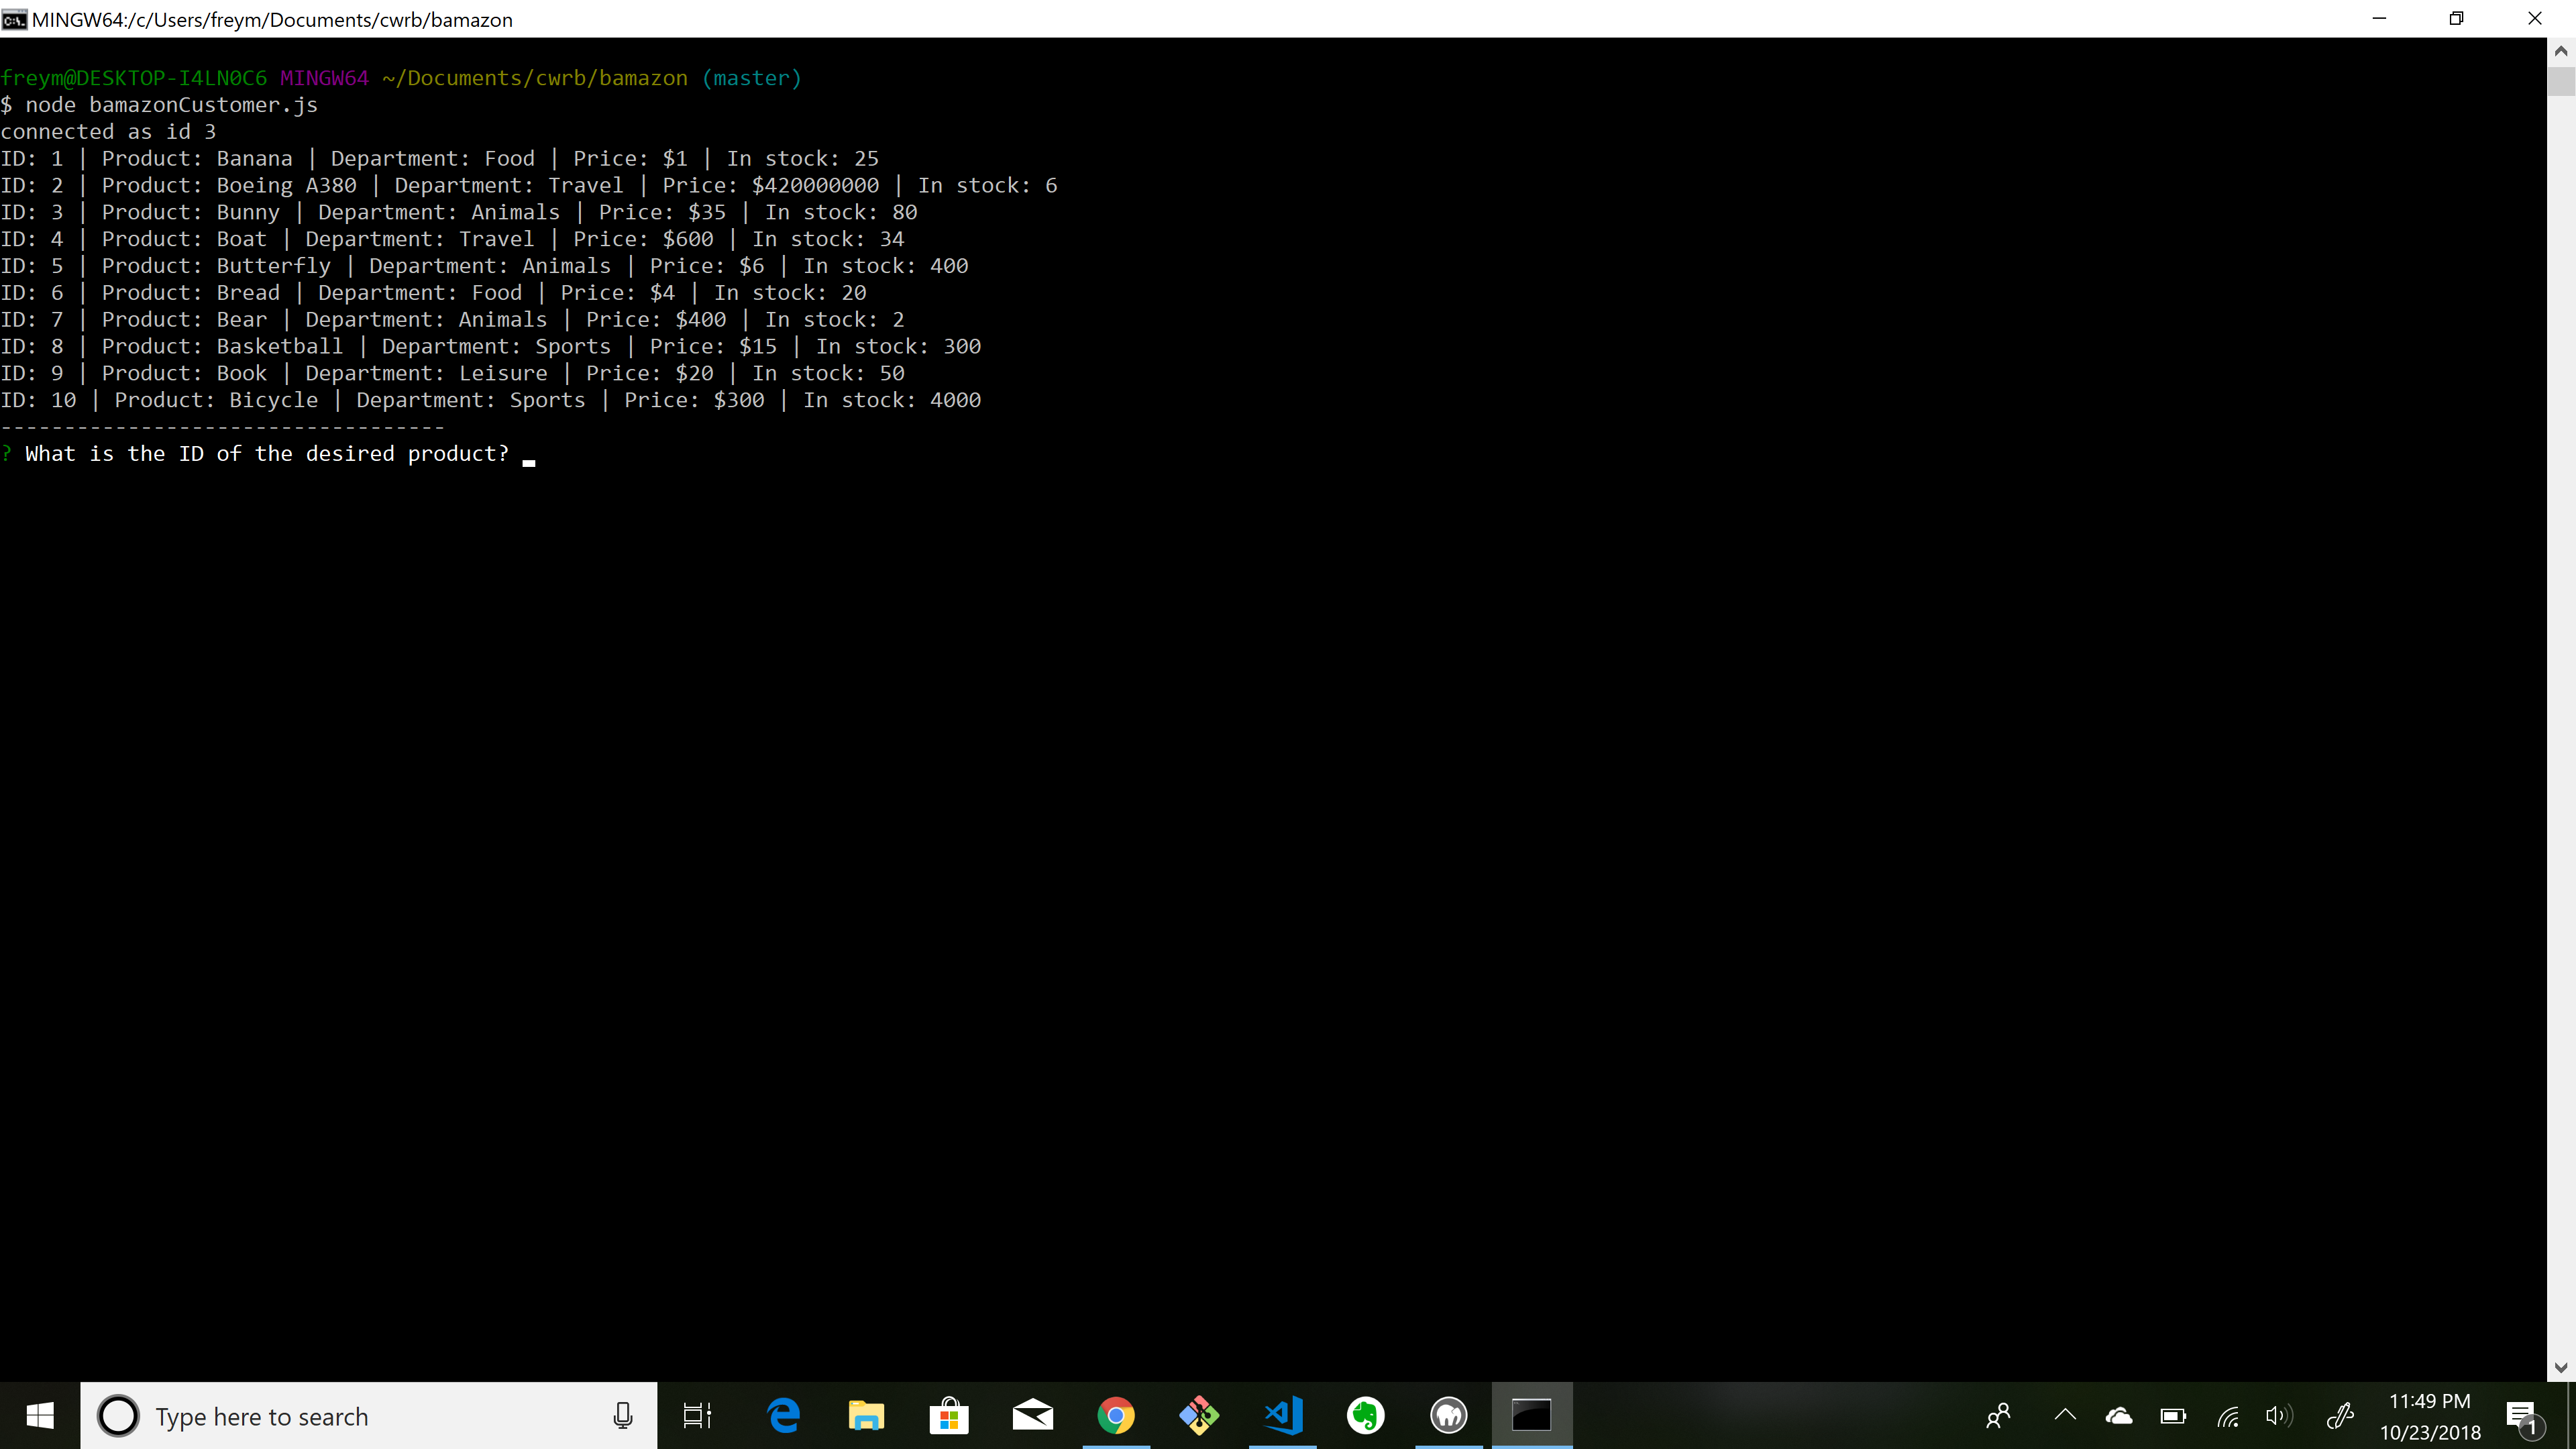 MINGW64:/c/Users/freym/Documents/cwrb/bamazon
freym@DESKTOP-I4LN0C6 MINGW64 ~/Documents/cwrb/bamazon (master)
$ node bamazonCustomer.js
connected as id 3
ID: 1 | Product: Banana | Department: Food | Price: $1 | In stock: 25
ID: 2 | Product: Boeing A380 | Department: Travel | Price: $420000000 | In stock: 6
ID: 3 | Product: Bunny | Department: Animals | Price: $35 | In stock: 80
ID: 4 | Product: Boat | Department: Travel | Price: $600 | In stock: 34
ID: 5 | Product: Butterfly | Department: Animals | Price: $6 | In stock: 400
ID: 6 | Product: Bread | Department: Food | Price: $4 | In stock: 20
ID: 7 | Product: Bear | Department: Animals | Price: $400 | In stock: 2
ID: 8 | Product: Basketball | Department: Sports | Price: $15 | In stock: 300
ID: 9 | Product: Book | Department: Leisure | Price: $20 | In stock: 50
ID: 10 | Product: Bicycle | Department: Sports | Price: $300 | In stock: 4000
-----------------------------------
? What is the ID of the desired product?
Type here to search
11:49 PM
10/23/2018
1